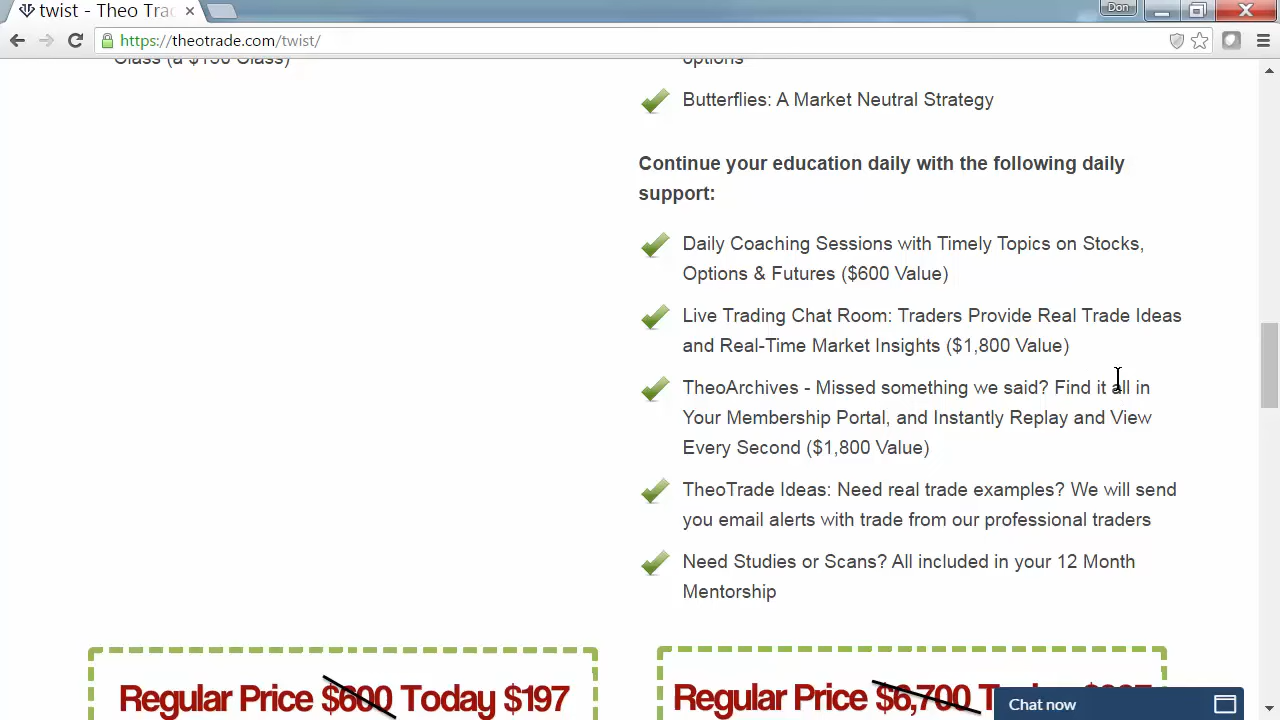 twist - Theo Tra
Don
https://theotrade.com/twist/
Class (a $150 Class)
options
Butterflies: A Market Neutral Strategy
Continue your education daily with the following daily
support:
Daily Coaching Sessions with Timely Topics on Stocks,
Options & Futures ($600 Value)
Live Trading Chat Room: Traders Provide Real Trade Ideas
and Real-Time Market Insights ($1,800 Value)
TheoArchives - Missed something we said? Find it all in
Your Membership Portal, and Instantly Replay and View
Every Second ($1,800 Value)
TheoTrade Ideas: Need real trade examples? We will send
you email alerts with trade from our professional traders
Need Studies or Scans? All included in your 12 Month
Mentorship
Regular Price $600 Today $197
Regular Price $6,700
Chat now